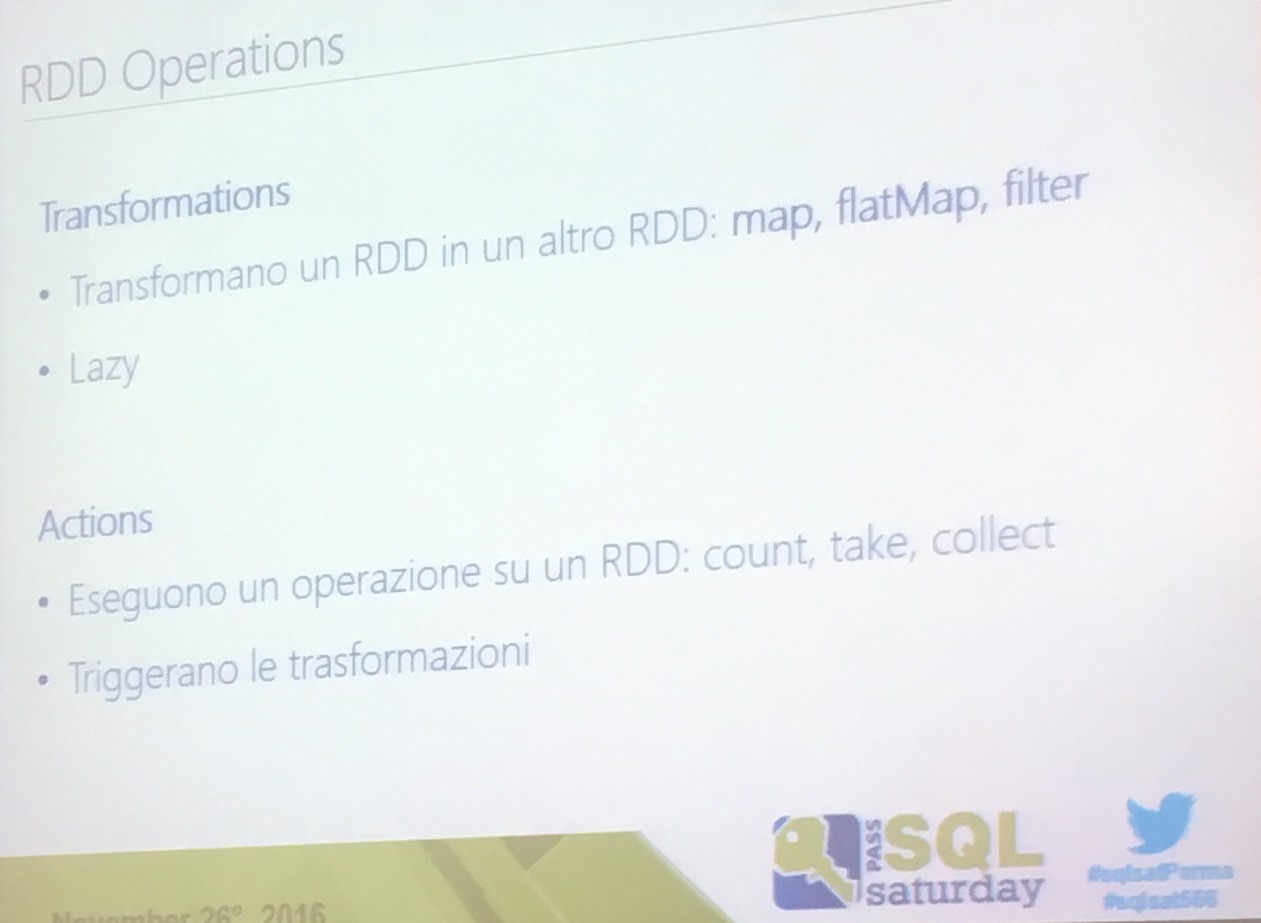 RDD Operations
Transformations
• Transformano un RDD in un altro RDD: map, flatMap, filter
• Lazy
Actions
• Eseguono un operazione su un RDD: count, take, collect
• Triggerano le trasformazioni
PASS
SQL
saturday
#sqlsatParma
#sqlsat566
November 26° 2016